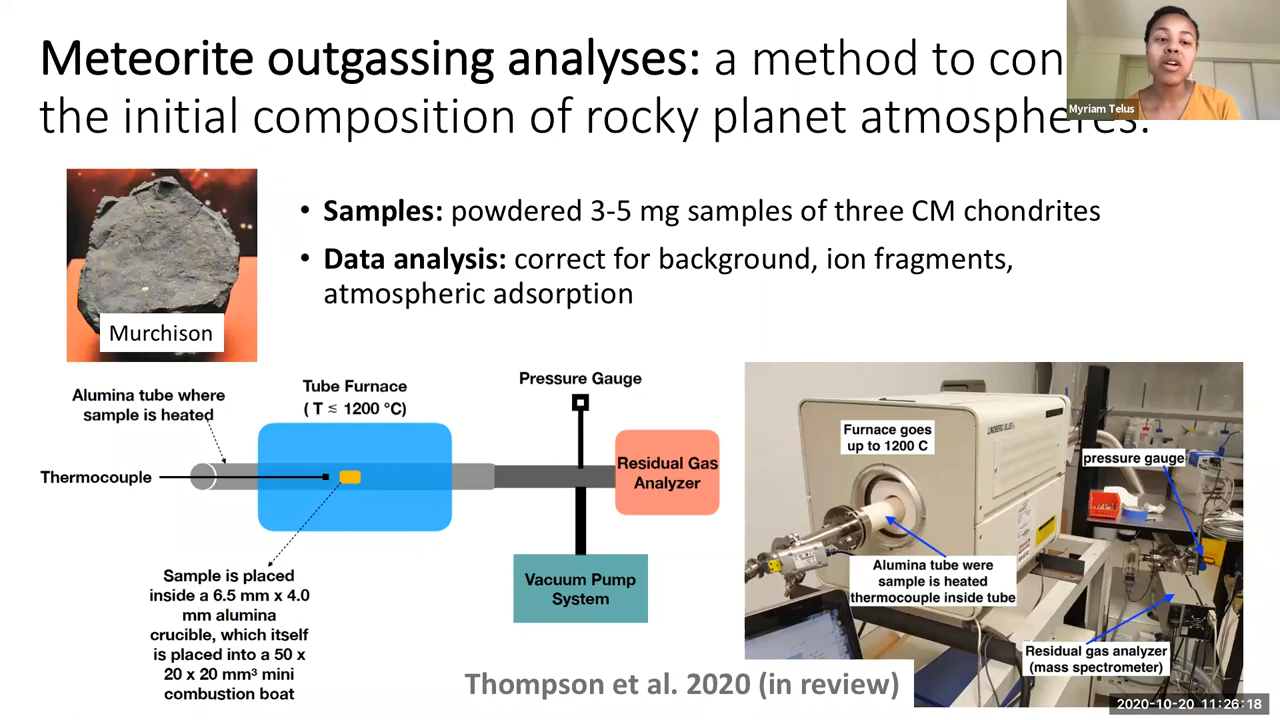 Meteorite outgassing analyses: a method to con
the initial composition of rocky planet atmospheres.
Myriam Telus
• Samples: powdered 3-5 mg samples of three CM chondrites
• Data analysis: correct for background, ion fragments,
atmospheric adsorption
Murchison
Alumina tube where
sample is heated
Tube Furnace
( T ≲ 1200 °C)
Pressure Gauge
Thermocouple
Residual Gas
Analyzer
Vacuum Pump
System
Sample is placed
inside a 6.5 mm x 4.0
mm alumina
crucible, which itself
is placed into a 50 x
20 x 20 mm³ mini
combustion boat
Furnace goes
up to 1200 C
pressure gauge
Alumina tube were
sample is heated
thermocouple inside tube
Residual gas analyzer
(mass spectrometer)
Thompson et al. 2020 (in review)
2020-10-20 11:26:18